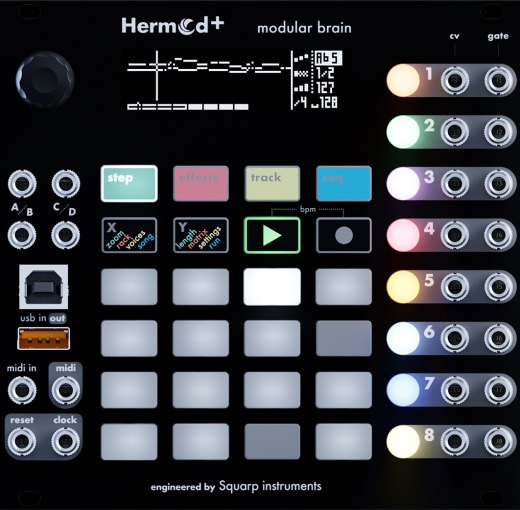 Hermod+
modular brain
cv
gate
Ab5
1/2
127
/4
128
1
2
3
4
5
6
7
8
A/B
C/D
step
effects
track
seq
bpm
X
zoom
rack
voices
song
Y
length
matrix
settings
run
usb in out
midi in
midi
reset
clock
engineered by Squarp instruments